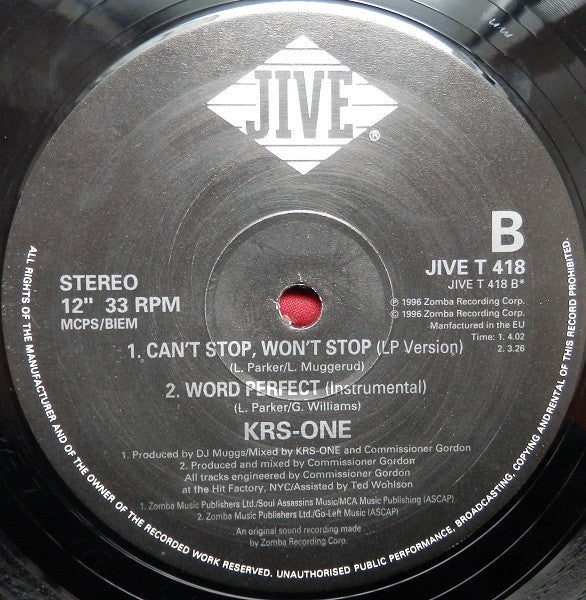 JIVE
®
B
STEREO
12" 33 RPM
MCPS/BIEM
JIVE T 418
JIVE T 418 B*
℗ 1996 Zomba Recording Corp.
© 1996 Zomba Recording Corp.
Manfactured in the EU
Time: 1. 4.02
2. 3.26
1. CAN'T STOP, WON'T STOP (LP Version)
(L. Parker/L. Muggerud)
2. WORD PERFECT (Instrumental)
(L. Parker/G. Williams)
KRS-ONE
1. Produced by DJ Muggs/Mixed by KRS-ONE and Commissioner Gordon
2. Produced and mixed by Commissioner Gordon
All tracks engineered by Commissioner Gordon
at the Hit Factory, NYC/Assisted by Ted Wohlson
1. Zomba Music Publishers Ltd./Soul Assassins Music/MCA Music Publishing (ASCAP)
2. Zomba Music Publishers Ltd./Go-Left Music (ASCAP)
An original sound recording made
by Zomba Recording Corp.
ALL RIGHTS OF THE MANUFACTURER AND OF THE OWNER OF THE RECORDED WORK RESERVED. UNAUTHORISED PUBLIC PERFORMANCE, BROADCASTING, COPYING AND RENTAL OF THIS RECORD PROHIBITED.